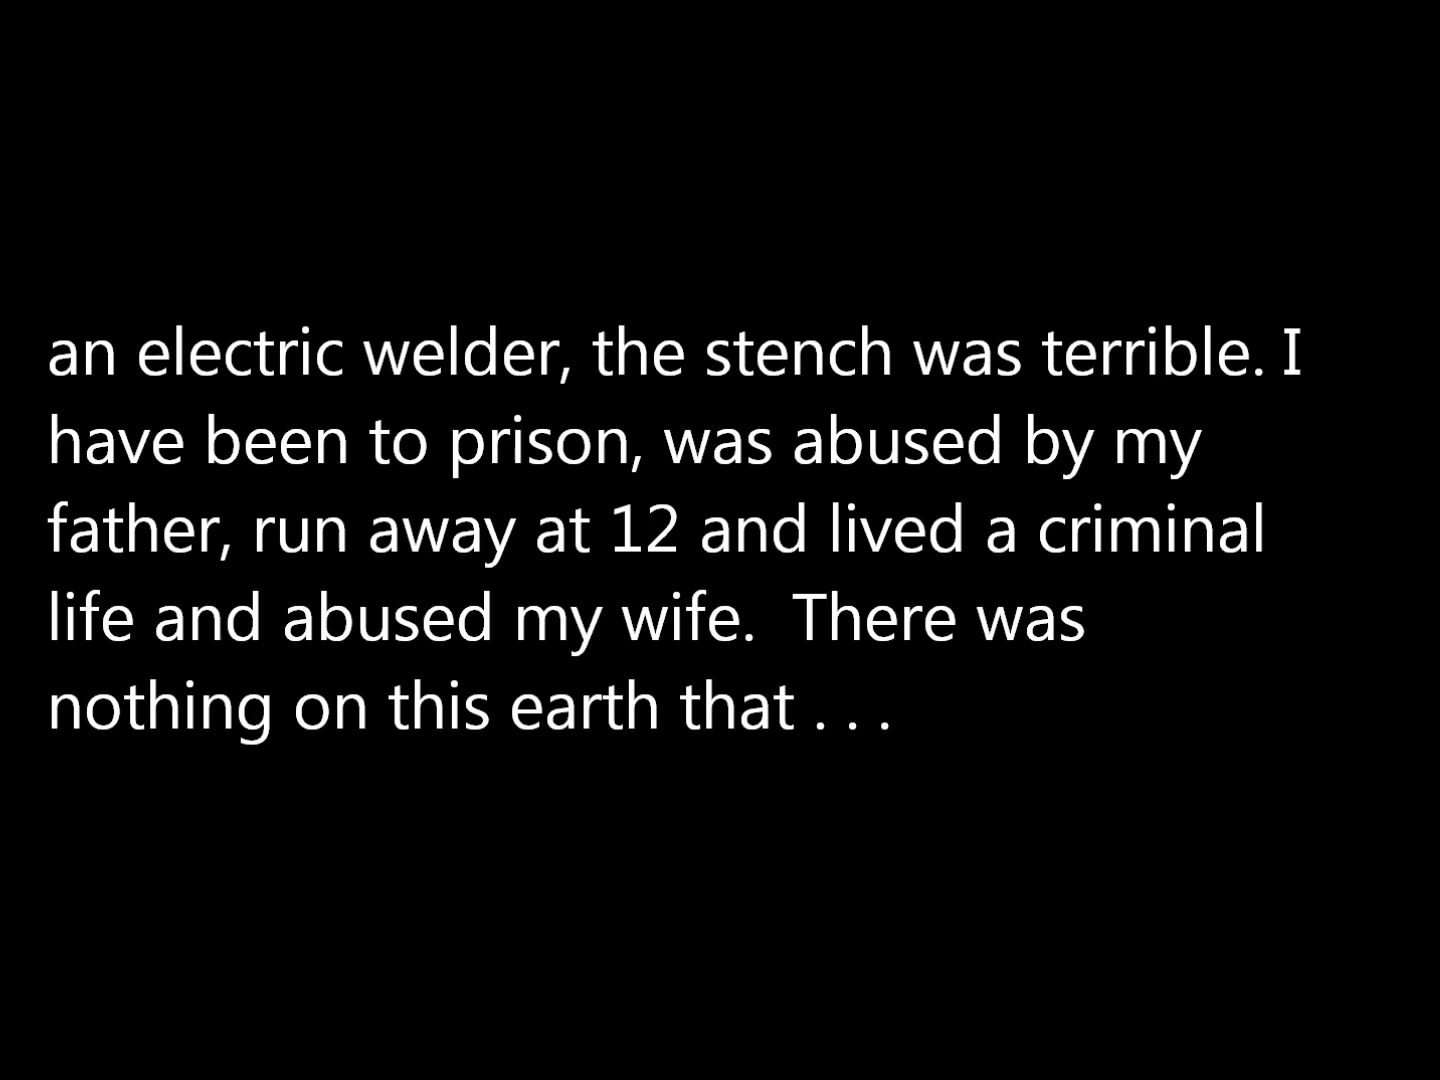 an electric welder, the stench was terrible. I
have been to prison, was abused by my
father, run away at 12 and lived a criminal
life and abused my wife.  There was
nothing on this earth that . . .